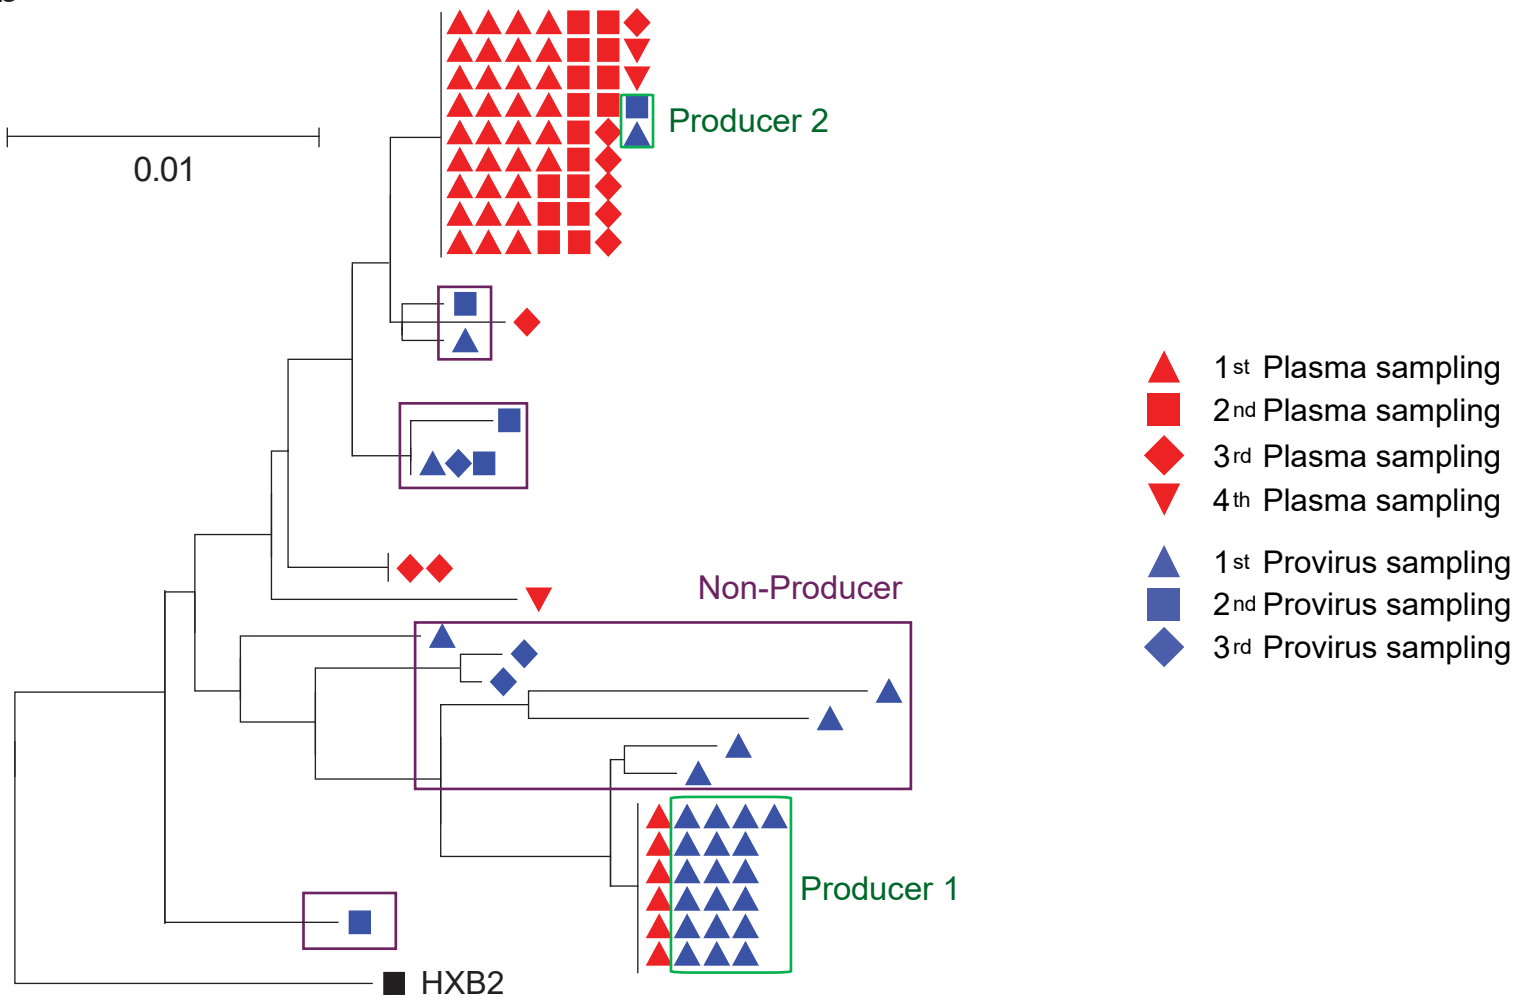 Producer 2
0.01
1st Plasma sampling
2nd Plasma sampling
3rd Plasma sampling
4th Plasma sampling
1st Provirus sampling
2nd Provirus sampling
3rd Provirus sampling
Non-Producer
Producer 1
HXB2